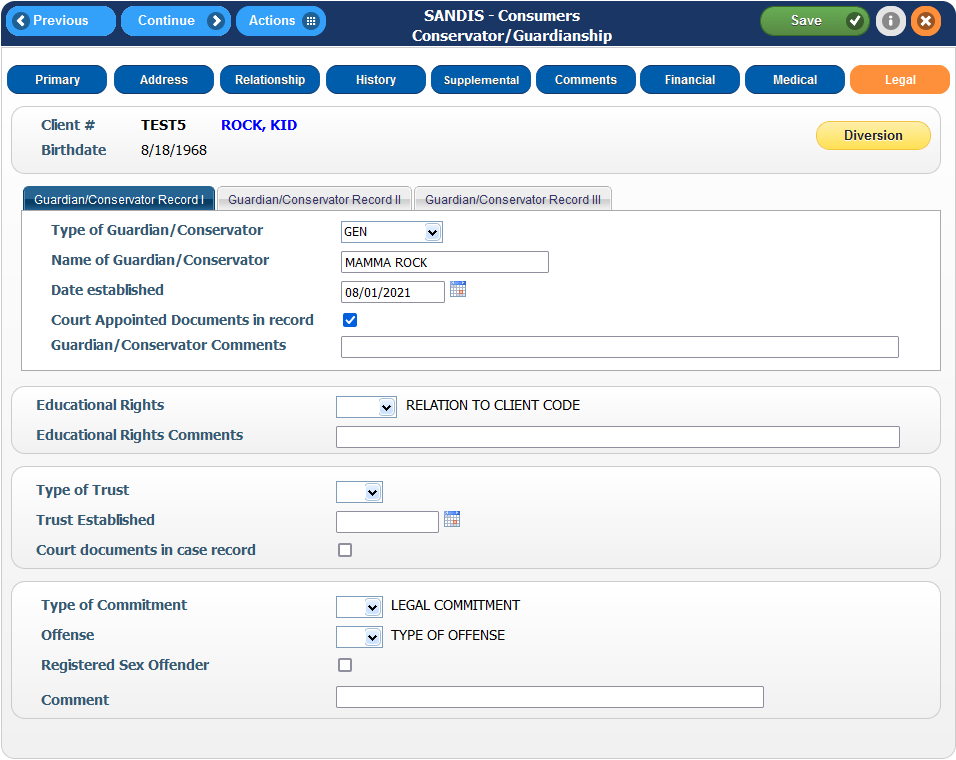 Previous Continue Actions SANDIS - Consumers Save
Conservator/Guardianship
Primary Address Relationship History Supplemental Comments Financial Medical Legal
Client # TEST5 ROCK, KID
Birthdate 8/18/1968 Diversion
Guardian/Conservator Record I Guardian/Conservator Record II Guardian/Conservator Record III
Type of Guardian/Conservator GEN
Name of Guardian/Conservator MAMMA ROCK
Date established 08/01/2021
Court Appointed Documents in record
Guardian/Conservator Comments
Educational Rights RELATION TO CLIENT CODE
Educational Rights Comments
Type of Trust
Trust Established
Court documents in case record
Type of Commitment LEGAL COMMITMENT
Offense TYPE OF OFFENSE
Registered Sex Offender
Comment